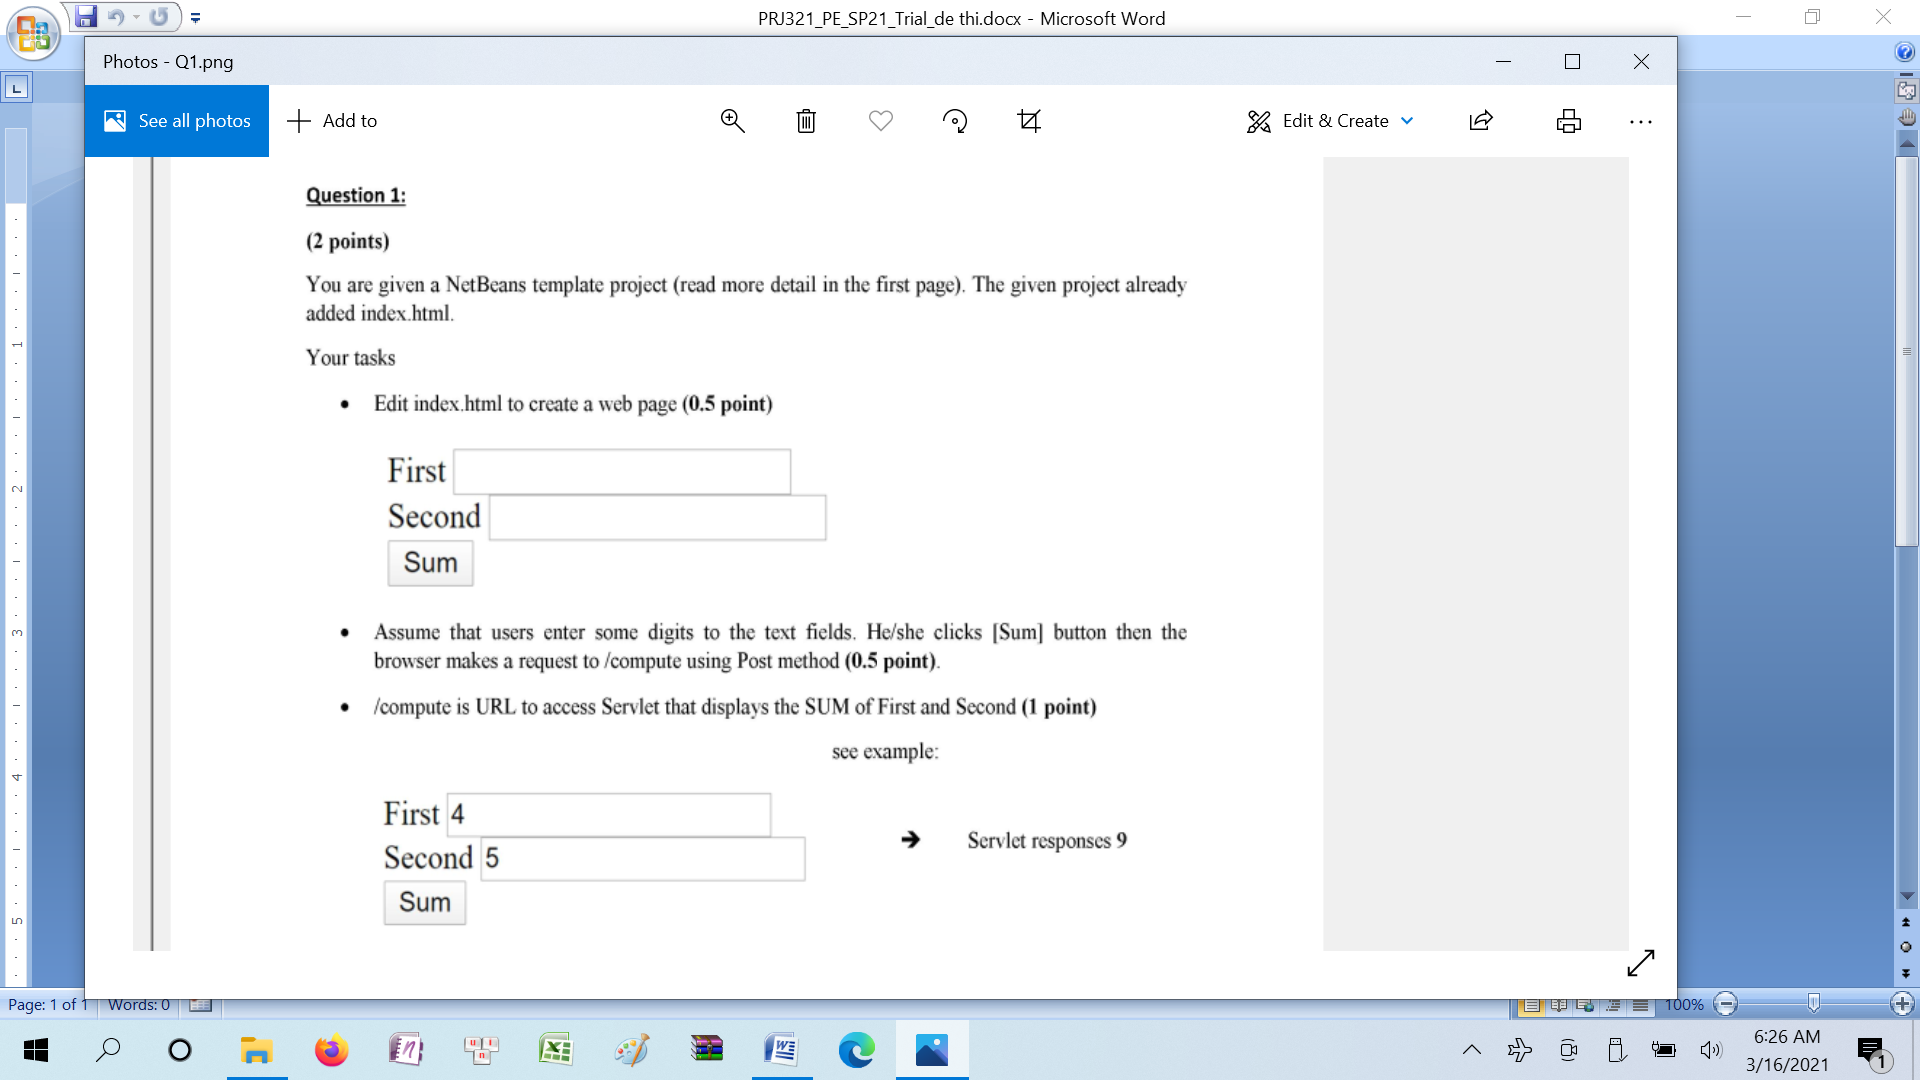 PRJ321_PE_SP21_Trial_de thi.docx - Microsoft Word
Photos - Q1.png
See all photos
Add to
Edit & Create
Question 1:
(2 points)
You are given a NetBeans template project (read more detail in the first page). The given project already
added index.html.
Your tasks
• Edit index.html to create a web page (0.5 point)
First
Second
Sum
• Assume that users enter some digits to the text fields. He/she clicks [Sum] button then the
browser makes a request to /compute using Post method (0.5 point).
• /compute is URL to access Servlet that displays the SUM of First and Second (1 point)
see example:
First 4
Second 5
Sum
➔ Servlet responses 9
L
1
2
3
4
5
Page: 1 of 1
Words: 0
100%
6:26 AM
3/16/2021
1